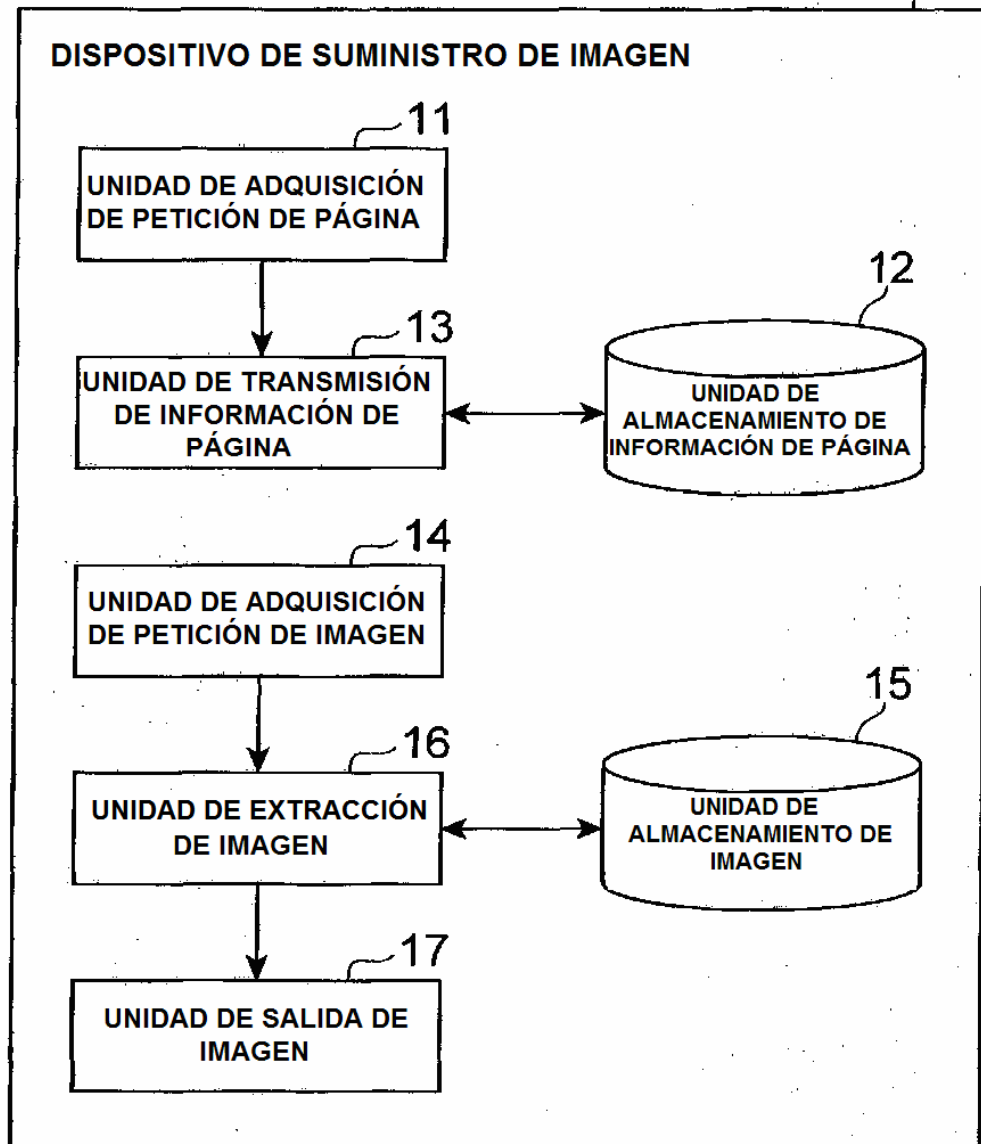 DISPOSITIVO DE SUMINISTRO DE IMAGEN
11
UNIDAD DE ADQUISICIÓN
DE PETICIÓN DE PÁGINA
12
13
UNIDAD DE TRANSMISIÓN
DE INFORMACIÓN DE
PÁGINA
UNIDAD DE
ALMACENAMIENTO DE
INFORMACIÓN DE PÁGINA
14
UNIDAD DE ADQUISICIÓN
DE PETICIÓN DE IMAGEN
15
16
UNIDAD DE EXTRACCIÓN
DE IMAGEN
UNIDAD DE
ALMACENAMIENTO DE
IMAGEN
17
UNIDAD DE SALIDA DE
IMAGEN